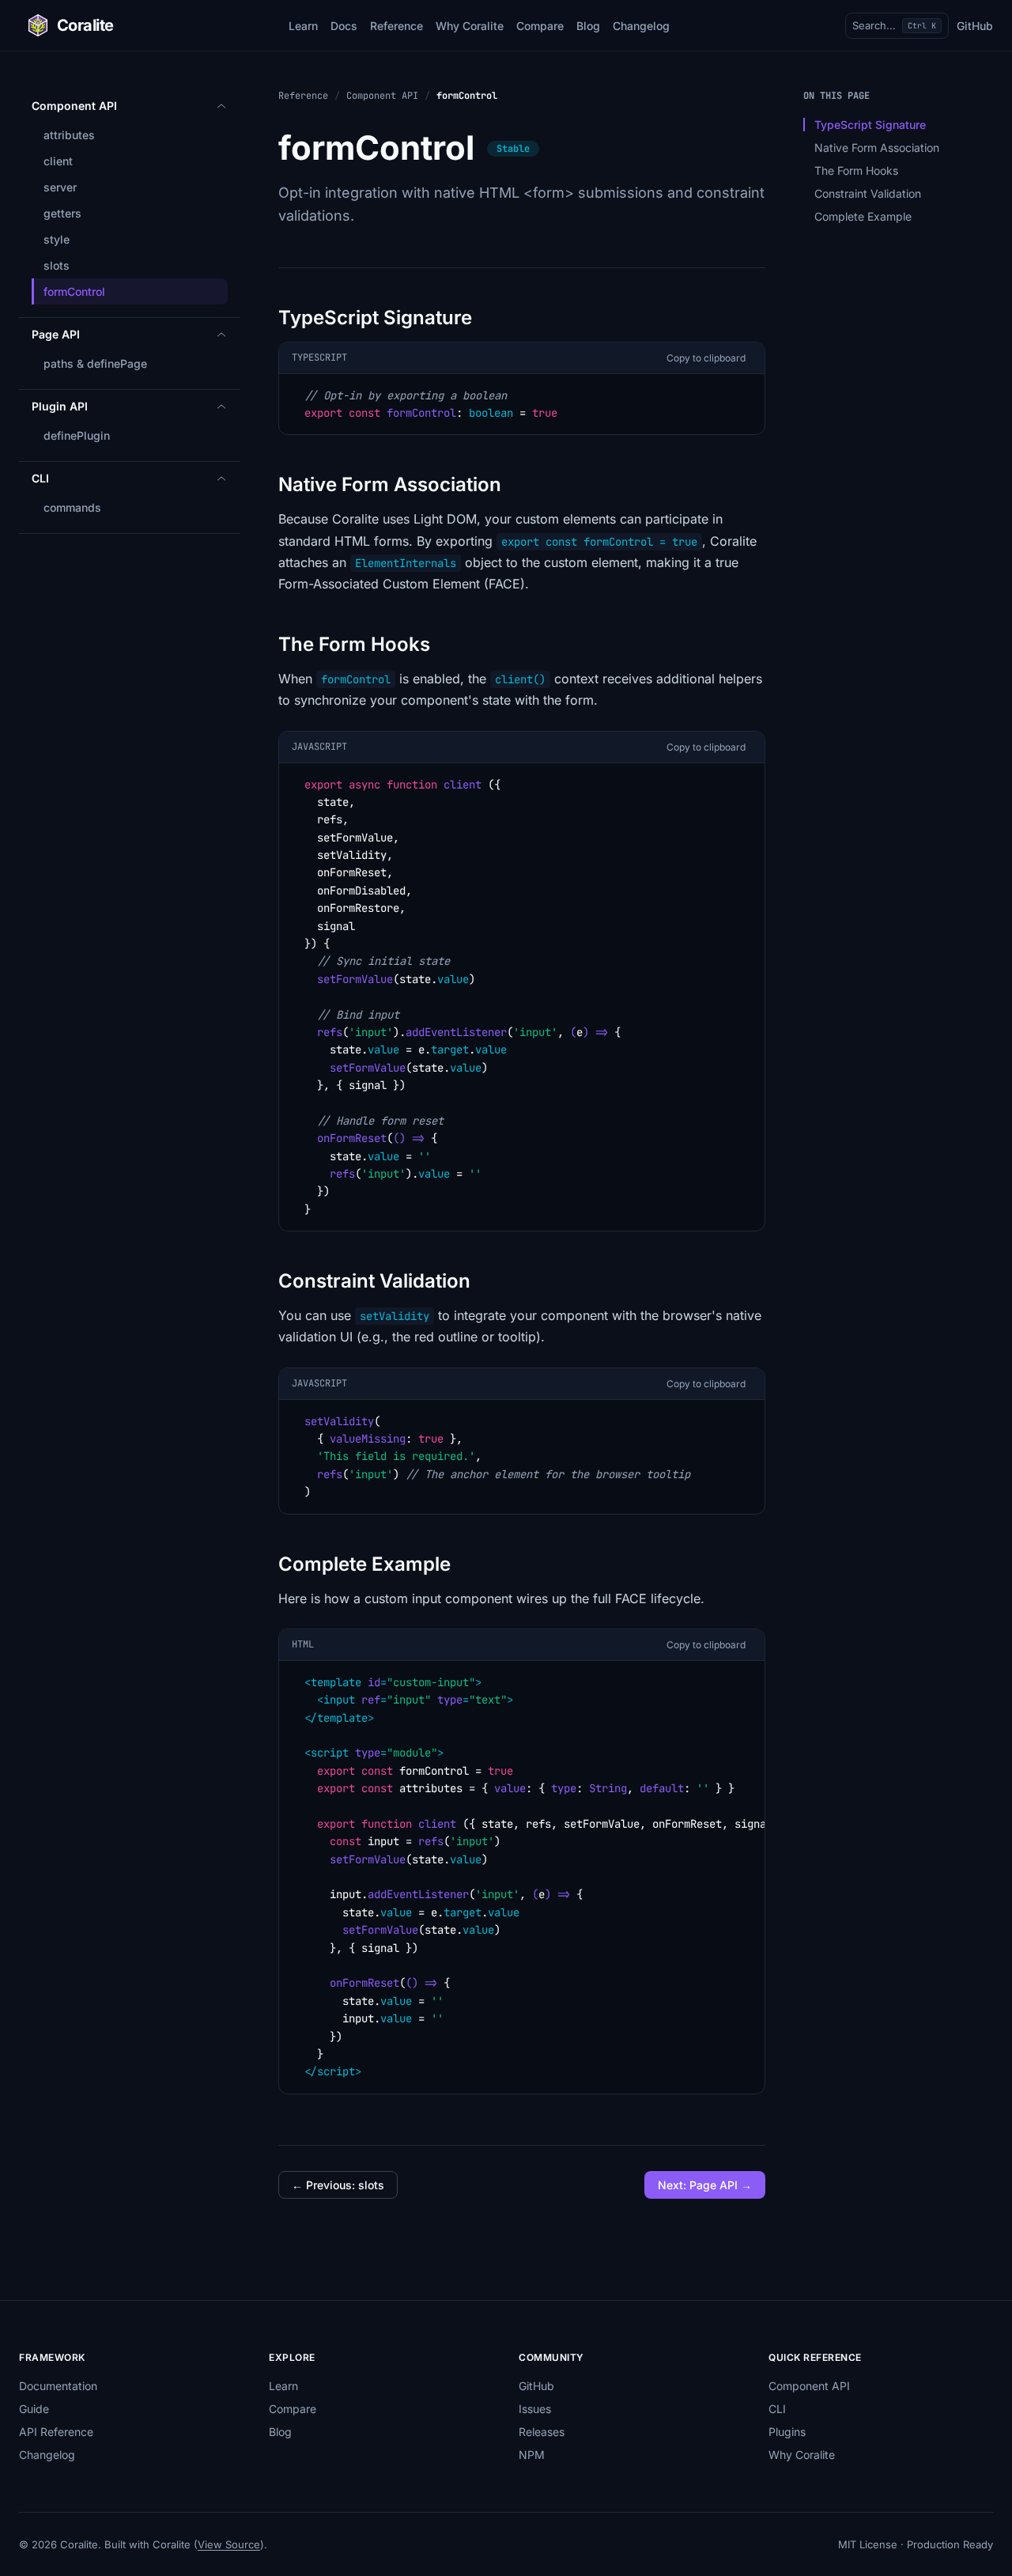 Coralite
Learn Docs Reference Why Coralite Compare Blog Changelog
Search... Ctrl K GitHub
Component API
attributes
client
server
getters
style
slots
formControl
Page API
paths & definePage
Plugin API
definePlugin
CLI
commands
Reference / Component API / formControl
formControl Stable
Opt-in integration with native HTML <form> submissions and constraint
validations.
TypeScript Signature
TYPESCRIPT Copy to clipboard
// Opt-in by exporting a boolean
export const formControl: boolean = true
Native Form Association
Because Coralite uses Light DOM, your custom elements can participate in
standard HTML forms. By exporting export const formControl = true, Coralite
attaches an ElementInternals object to the custom element, making it a true
Form-Associated Custom Element (FACE).
The Form Hooks
When formControl is enabled, the client() context receives additional helpers
to synchronize your component's state with the form.
JAVASCRIPT Copy to clipboard
export async function client ({
  state,
  refs,
  setFormValue,
  setValidity,
  onFormReset,
  onFormDisabled,
  onFormRestore,
  signal
}) {
  // Sync initial state
  setFormValue(state.value)
  // Bind input
  refs('input').addEventListener('input', (e) => {
    state.value = e.target.value
    setFormValue(state.value)
  }, { signal })
  // Handle form reset
  onFormReset(() => {
    state.value = ''
    refs('input').value = ''
  })
}
Constraint Validation
You can use setValidity to integrate your component with the browser's native
validation UI (e.g., the red outline or tooltip).
JAVASCRIPT Copy to clipboard
setValidity(
  { valueMissing: true },
  'This field is required.',
  refs('input') // The anchor element for the browser tooltip
)
Complete Example
Here is how a custom input component wires up the full FACE lifecycle.
HTML Copy to clipboard
<template id="custom-input">
  <input ref="input" type="text">
</template>
<script type="module">
  export const formControl = true
  export const attributes = { value: { type: String, default: '' } }
  export function client ({ state, refs, setFormValue, onFormReset, signa
    const input = refs('input')
    setFormValue(state.value)
    input.addEventListener('input', (e) => {
      state.value = e.target.value
      setFormValue(state.value)
    }, { signal })
    onFormReset(() => {
      state.value = ''
      input.value = ''
    })
  }
</script>
← Previous: slots
Next: Page API →
ON THIS PAGE
TypeScript Signature
Native Form Association
The Form Hooks
Constraint Validation
Complete Example
FRAMEWORK
Documentation
Guide
API Reference
Changelog
EXPLORE
Learn
Compare
Blog
COMMUNITY
GitHub
Issues
Releases
NPM
QUICK REFERENCE
Component API
CLI
Plugins
Why Coralite
© 2026 Coralite. Built with Coralite (View Source).
MIT License · Production Ready